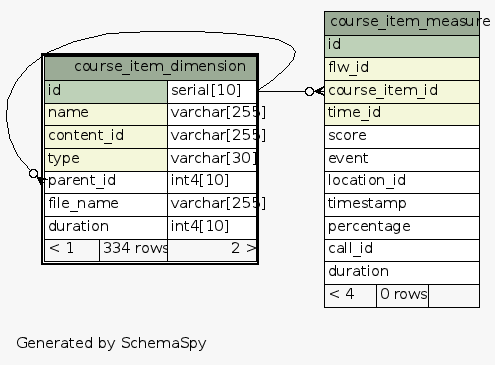 course_item_dimension
id serial[10]
name varchar[255]
content_id varchar[255]
type varchar[30]
parent_id int4[10]
file_name varchar[255]
duration int4[10]
< 1 334 rows 2 >
course_item_measure
id
flw_id
course_item_id
time_id
score
event
location_id
timestamp
percentage
call_id
duration
< 4 0 rows
Generated by SchemaSpy